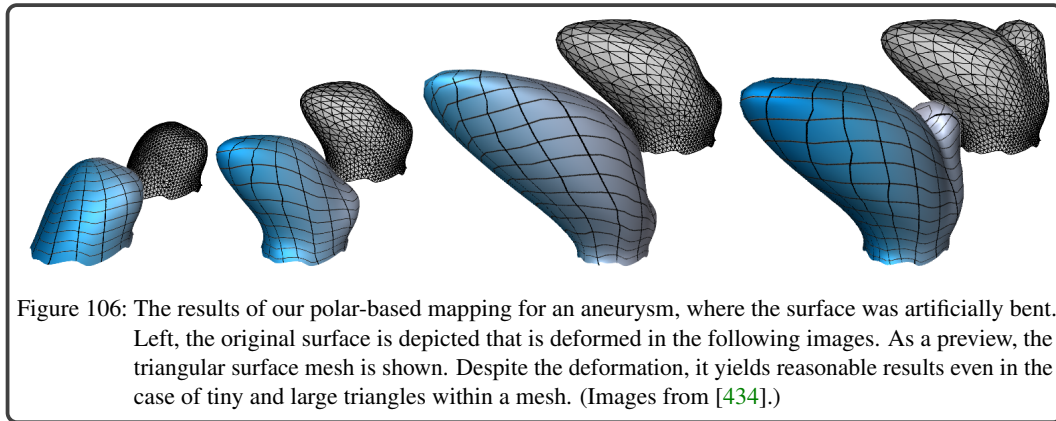 Figure 106: The results of our polar-based mapping for an aneurysm, where the surface was artificially bent.
Left, the original surface is depicted that is deformed in the following images. As a preview, the
triangular surface mesh is shown. Despite the deformation, it yields reasonable results even in the
case of tiny and large triangles within a mesh. (Images from [434].)